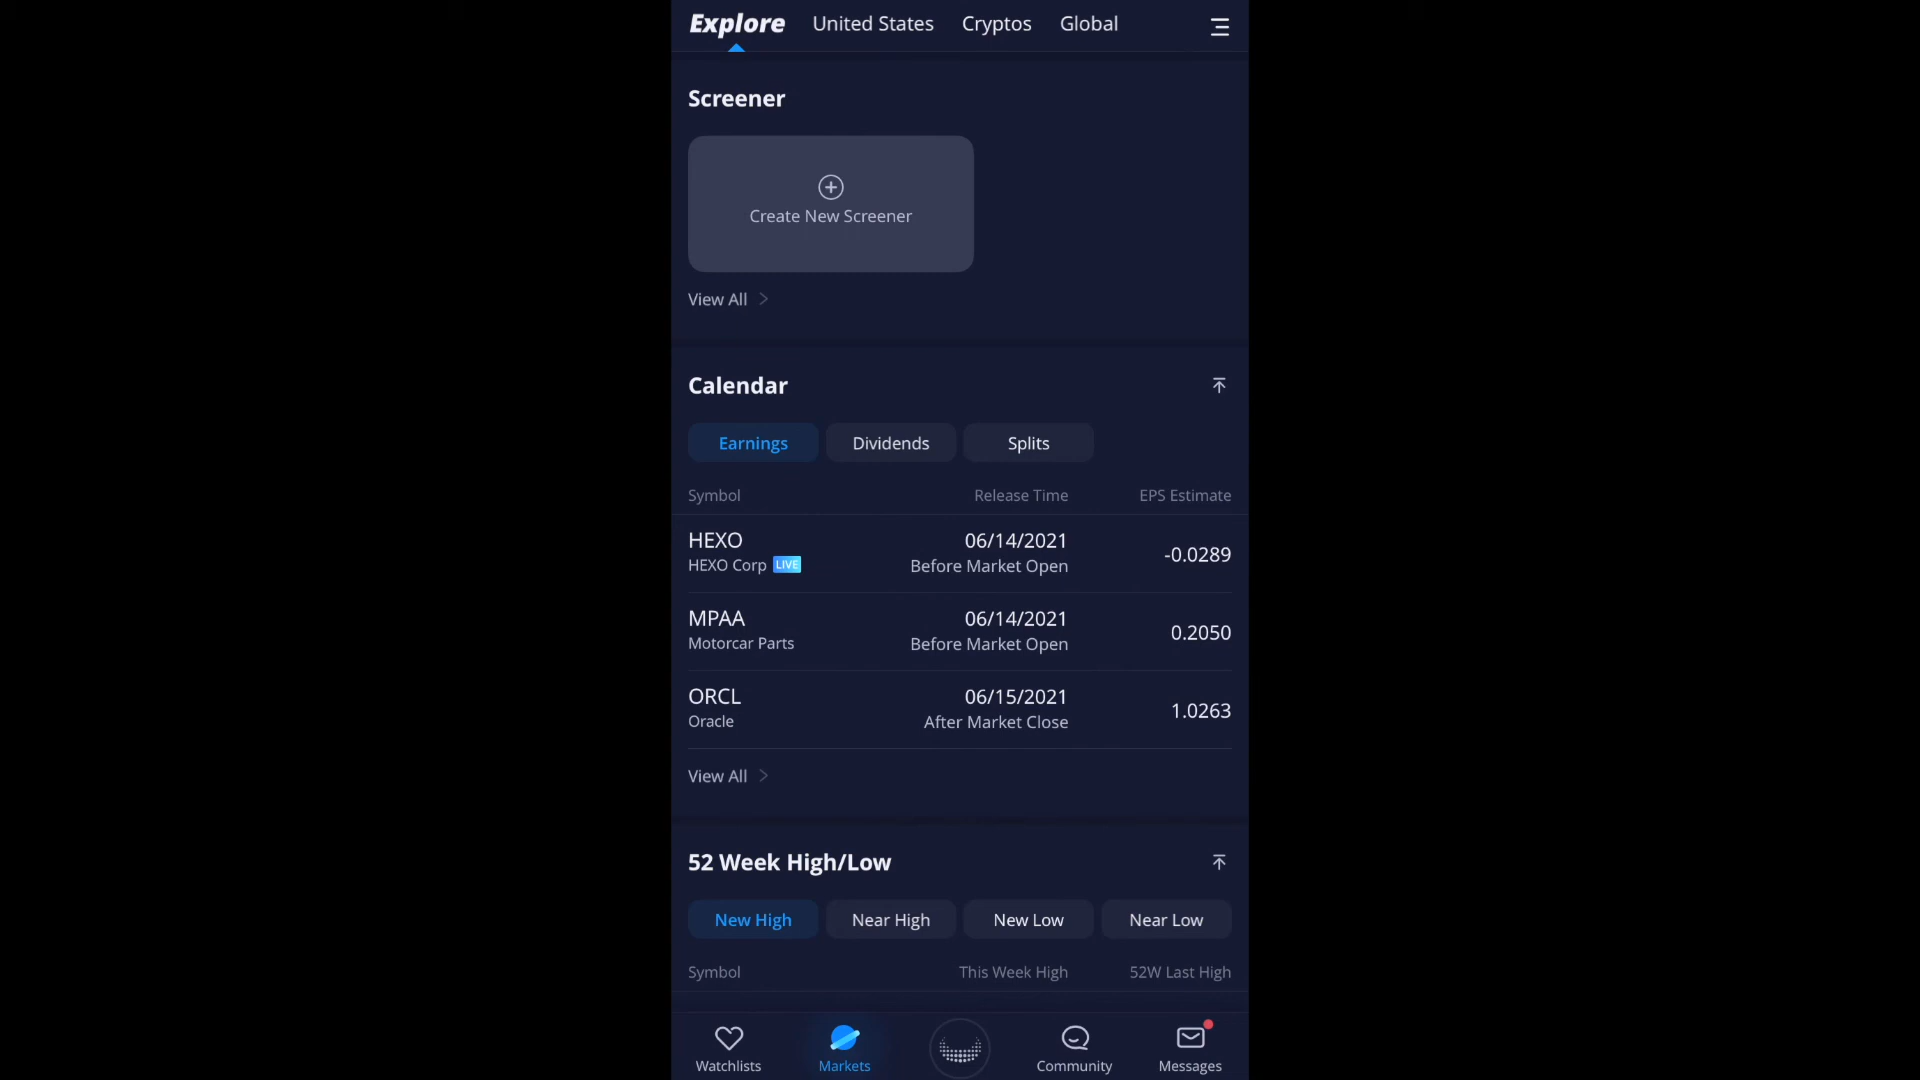 Explore United States Cryptos Global
Screener
Create New Screener
View All
Calendar
Earnings Dividends Splits
Symbol Release Time EPS Estimate
HEXO 06/14/2021 -0.0289
HEXO Corp LIVE Before Market Open
MPAA 06/14/2021 0.2050
Motorcar Parts Before Market Open
ORCL 06/15/2021 1.0263
Oracle After Market Close
View All
52 Week High/Low
New High Near High New Low Near Low
Symbol This Week High 52W Last High
Watchlists Markets Community Messages